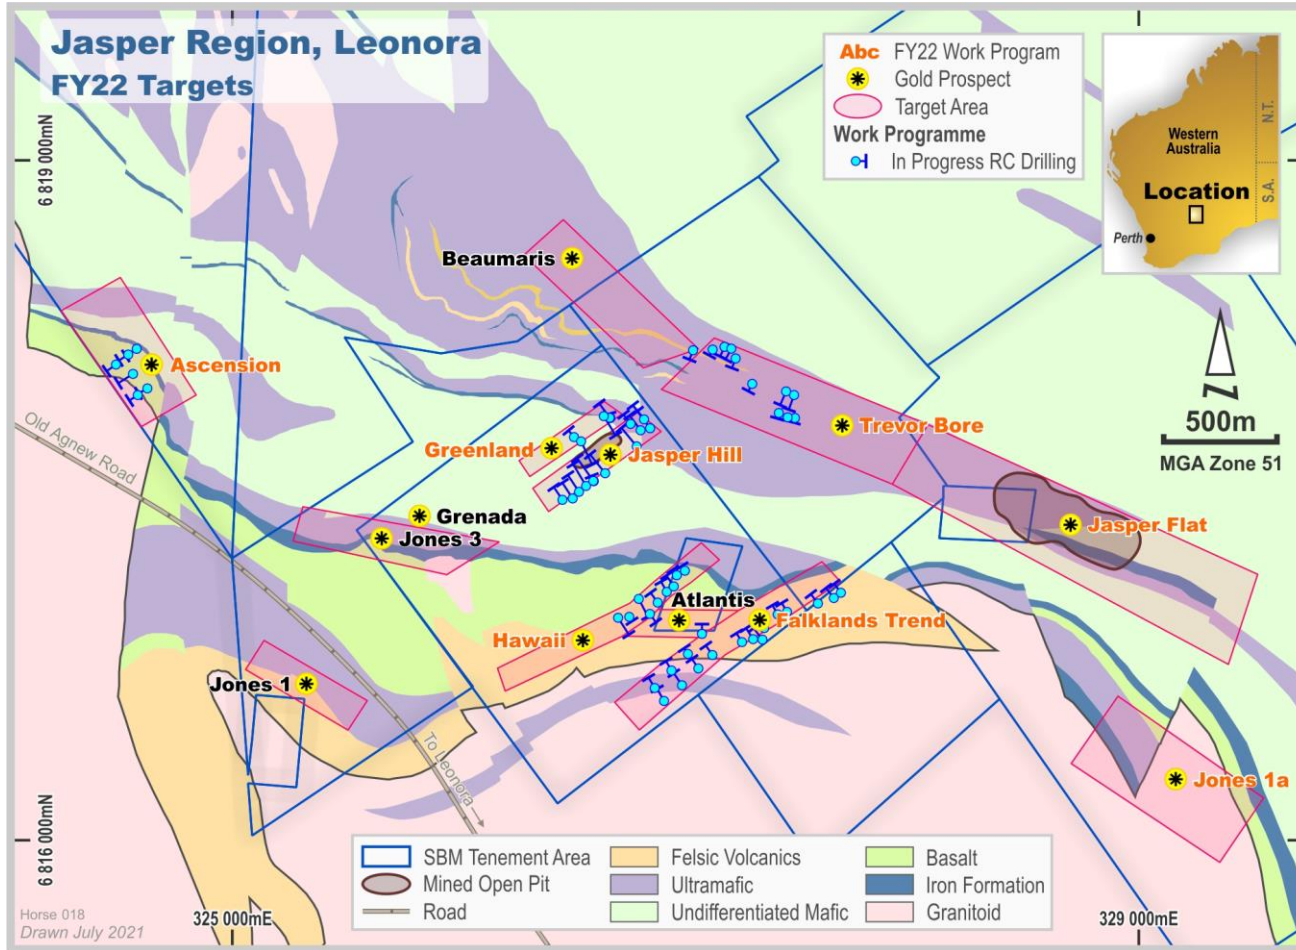 Jasper Region, Leonora
FY22 Targets
Abc FY22 Work Program
Gold Prospect
Target Area
Work Programme
In Progress RC Drilling
Western
Australia
N.T.
S.A.
Location
Perth
6 819 000mN
Beaumaris
Ascension
Old Agnew Road
Greenland
Jasper Hill
Trevor Bore
500m
MGA Zone 51
Grenada
Jones 3
Jasper Flat
Atlantis
Hawaii
Falklands Trend
Jones 1
To Leonora
Jones 1a
6 816 000mN
SBM Tenement Area
Mined Open Pit
Road
Felsic Volcanics
Ultramafic
Undifferentiated Mafic
Basalt
Iron Formation
Granitoid
Horse 018
Drawn July 2021
325 000mE
329 000mE